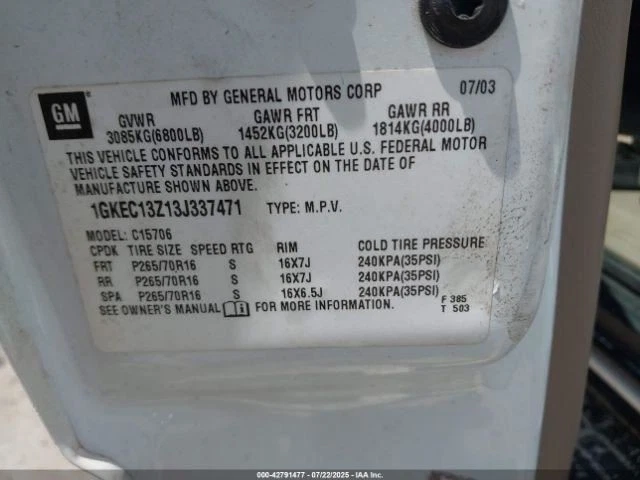 MFD BY GENERAL MOTORS CORP 07/03
GM
GVWR GAWR FRT GAWR RR
3085KG(6800LB) 1452KG(3200LB) 1814KG(4000LB)
THIS VEHICLE CONFORMS TO ALL APPLICABLE U.S. FEDERAL MOTOR
VEHICLE SAFETY STANDARDS IN EFFECT ON THE DATE OF
MANUFACTURE SHOWN ABOVE.
1GKEC13Z13J337471 TYPE: M.P.V.
MODEL: C15706
CPDK TIRE SIZE SPEED RTG RIM COLD TIRE PRESSURE
FRT P265/70R16 S 16X7J 240KPA(35PSI)
RR P265/70R16 S 16X7J 240KPA(35PSI)
SPA P265/70R16 S 16X6.5J 240KPA(35PSI)
SEE OWNER'S MANUAL FOR MORE INFORMATION.
F 385
T 503
000-42791477 - 07/22/2025 - WWW.IAAI.COM